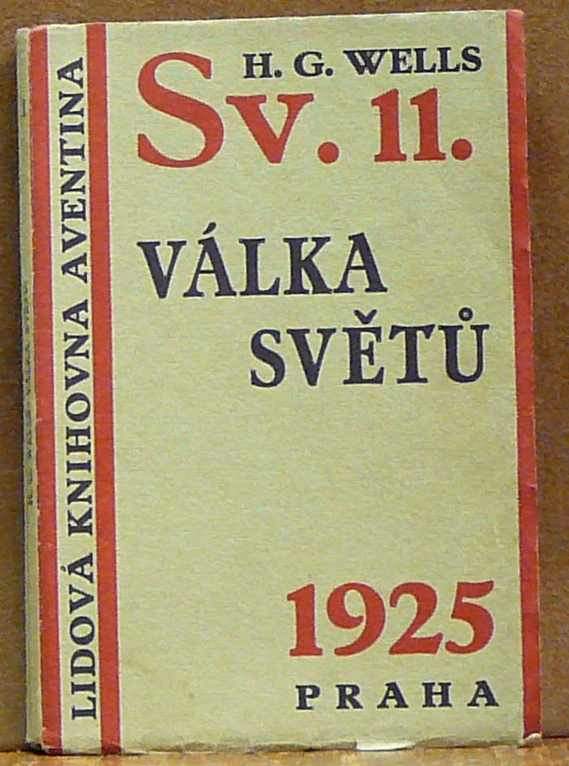 H. G. WELLS
Sv. 11.
VÁLKA
SVĚTŮ
1925
PRAHA
LIDOVÁ KNIHOVNA AVENTINA